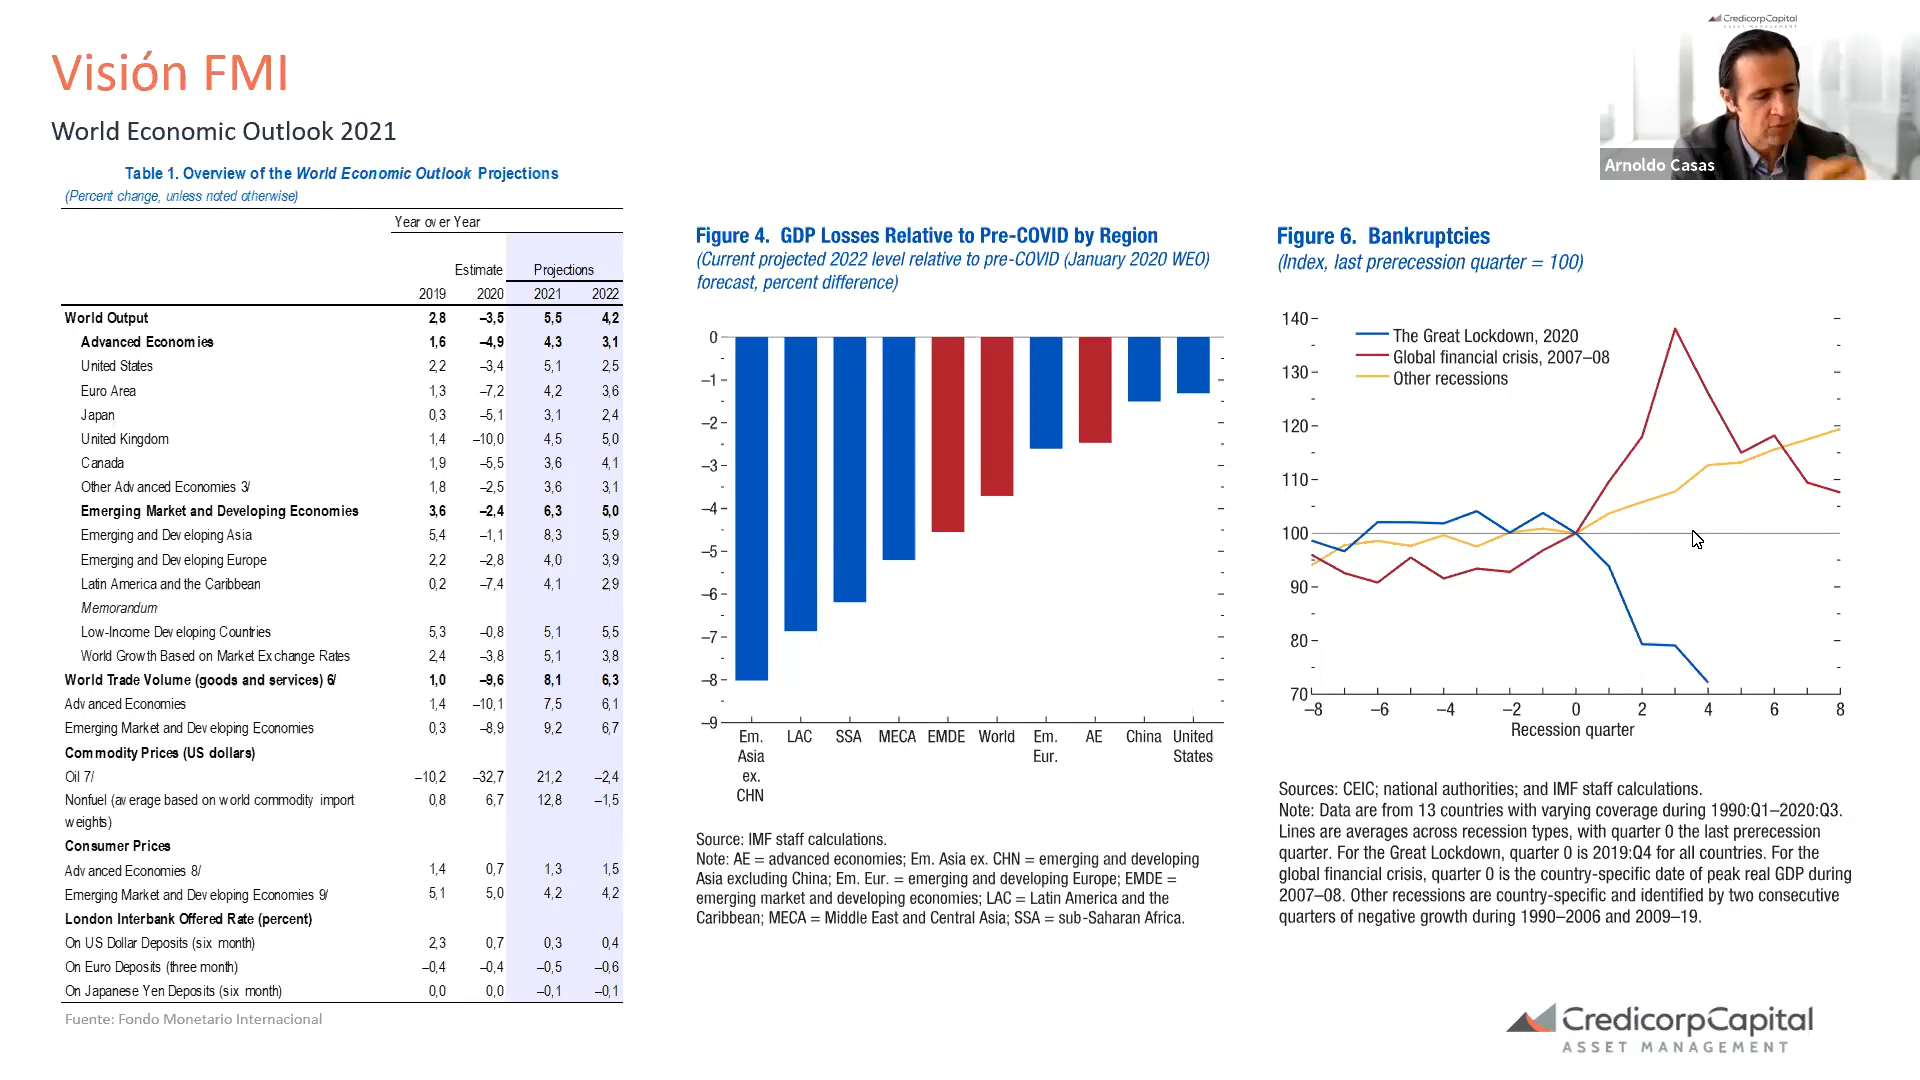 CredicorpCapital
ASSET MANAGEMENT
Visión FMI
World Economic Outlook 2021
Arnoldo Casas
Table 1. Overview of the World Economic Outlook Projections
(Percent change, unless noted otherwise)
Year over Year
Estimate Projections
2019 2020 2021 2022
World Output 2,8 –3,5 5,5 4,2
Advanced Economies 1,6 –4,9 4,3 3,1
United States 2,2 –3,4 5,1 2,5
Euro Area 1,3 –7,2 4,2 3,6
Japan 0,3 –5,1 3,1 2,4
United Kingdom 1,4 –10,0 4,5 5,0
Canada 1,9 –5,5 3,6 4,1
Other Advanced Economies 3/ 1,8 –2,5 3,6 3,1
Emerging Market and Developing Economies 3,6 –2,4 6,3 5,0
Emerging and Developing Asia 5,4 –1,1 8,3 5,9
Emerging and Developing Europe 2,2 –2,8 4,0 3,9
Latin America and the Caribbean 0,2 –7,4 4,1 2,9
Memorandum
Low-Income Developing Countries 5,3 –0,8 5,1 5,5
World Growth Based on Market Exchange Rates 2,4 –3,8 5,1 3,8
World Trade Volume (goods and services) 6/ 1,0 –9,6 8,1 6,3
Advanced Economies 1,4 –10,1 7,5 6,1
Emerging Market and Developing Economies 0,3 –8,9 9,2 6,7
Commodity Prices (US dollars)
Oil 7/ –10,2 –32,7 21,2 –2,4
Nonfuel (average based on world commodity import 0,8 6,7 12,8 –1,5
weights)
Consumer Prices
Advanced Economies 8/ 1,4 0,7 1,3 1,5
Emerging Market and Developing Economies 9/ 5,1 5,0 4,2 4,2
London Interbank Offered Rate (percent)
On US Dollar Deposits (six month) 2,3 0,7 0,3 0,4
On Euro Deposits (three month) –0,4 –0,4 –0,5 –0,6
On Japanese Yen Deposits (six month) 0,0 0,0 –0,1 –0,1
Fuente: Fondo Monetario Internacional
Figure 4. GDP Losses Relative to Pre-COVID by Region
(Current projected 2022 level relative to pre-COVID (January 2020 WEO)
forecast, percent difference)
0
–1
–2
–3
–4
–5
–6
–7
–8
–9
Em. LAC SSA MECA EMDE World Em. AE China United
Asia Eur. States
ex.
CHN
Source: IMF staff calculations.
Note: AE = advanced economies; Em. Asia ex. CHN = emerging and developing
Asia excluding China; Em. Eur. = emerging and developing Europe; EMDE =
emerging market and developing economies; LAC = Latin America and the
Caribbean; MECA = Middle East and Central Asia; SSA = sub-Saharan Africa.
Figure 6. Bankruptcies
(Index, last prerecession quarter = 100)
The Great Lockdown, 2020
Global financial crisis, 2007–08
Other recessions
140
130
120
110
100
90
80
70
–8 –6 –4 –2 0 2 4 6 8
Recession quarter
Sources: CEIC; national authorities; and IMF staff calculations.
Note: Data are from 13 countries with varying coverage during 1990:Q1–2020:Q3.
Lines are averages across recession types, with quarter 0 the last prerecession
quarter. For the Great Lockdown, quarter 0 is 2019:Q4 for all countries. For the
global financial crisis, quarter 0 is the country-specific date of peak real GDP during
2007–08. Other recessions are country-specific and identified by two consecutive
quarters of negative growth during 1990–2006 and 2009–19.
CredicorpCapital
ASSET MANAGEMENT